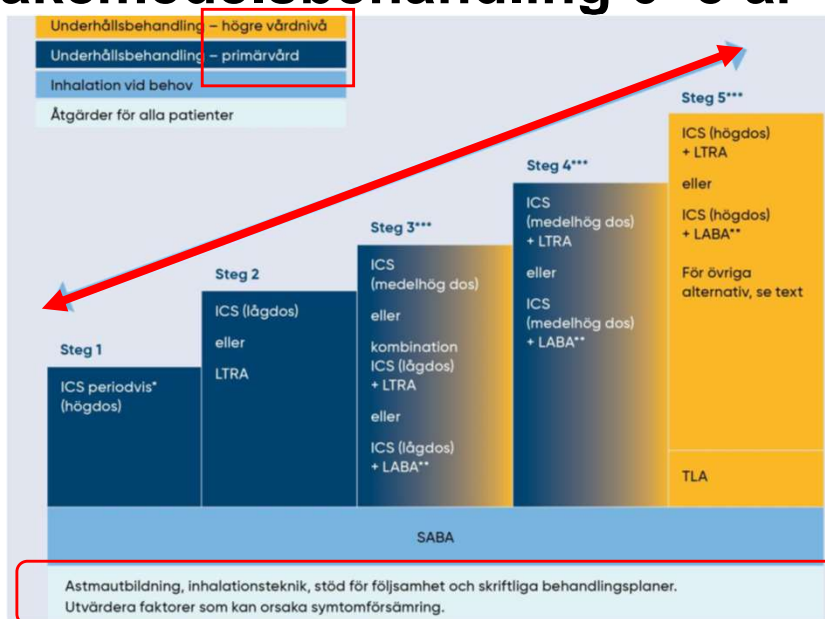 Underhållsbehandling – högre vårdnivå
Underhållsbehandling – primärvård
Inhalation vid behov
Åtgärder för alla patienter
Steg 1
ICS periodvis*
(högdos)
Steg 2
ICS (lågdos)
eller
LTRA
Steg 3***
ICS
(medelhög dos)
eller
kombination
ICS (lågdos)
+ LTRA
eller
ICS (lågdos)
+ LABA**
Steg 4***
ICS
(medelhög dos)
+ LTRA
eller
ICS
(medelhög dos)
+ LABA**
Steg 5***
ICS (högdos)
+ LTRA
eller
ICS (högdos)
+ LABA**
För övriga
alternativ, se text
TLA
SABA
Astmautbildning, inhalationsteknik, stöd för följsamhet och skriftliga behandlingsplaner.
Utvärdera faktorer som kan orsaka symtomförsämring.